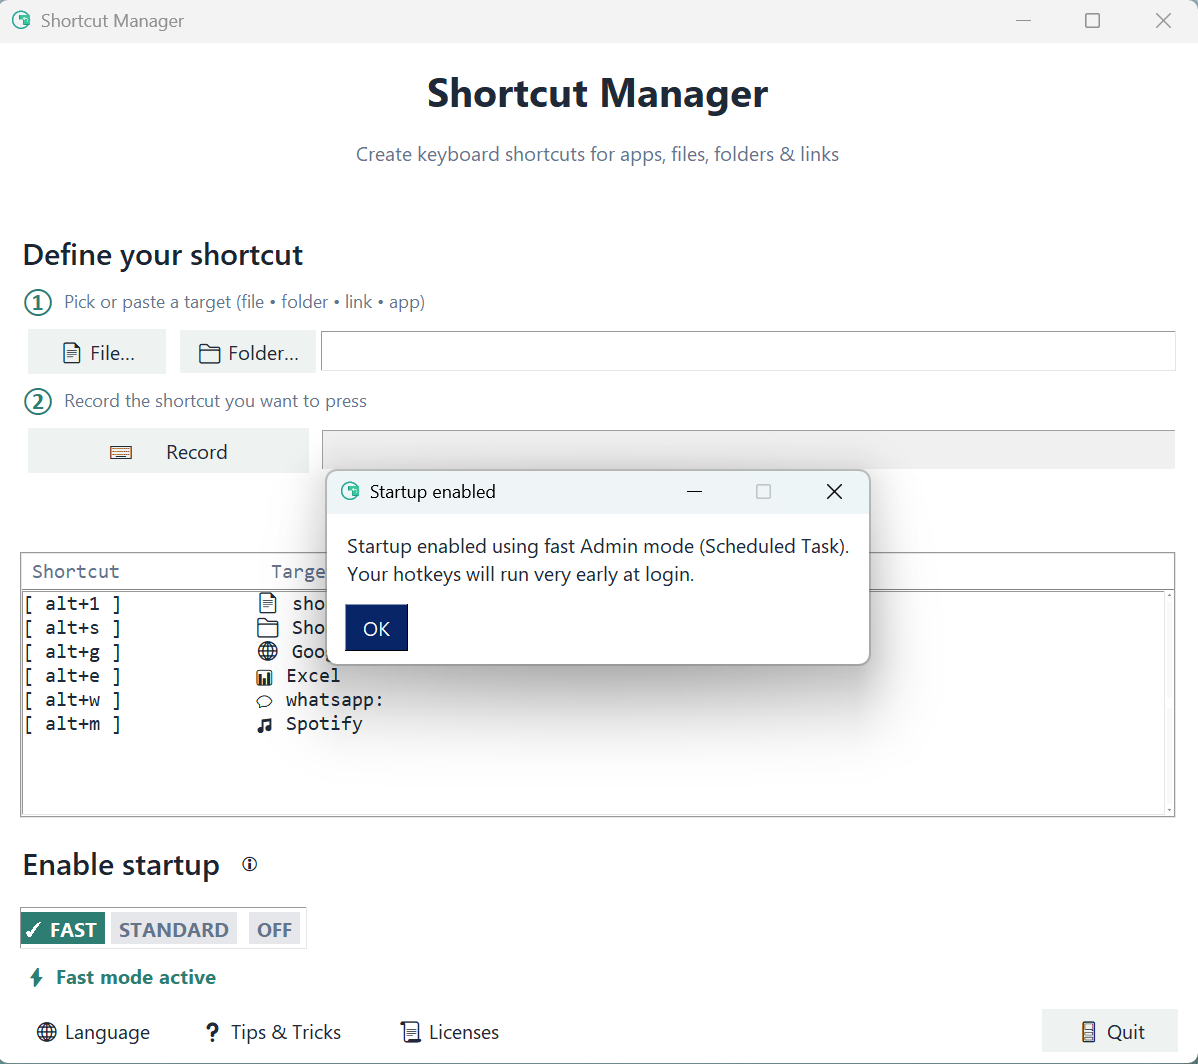 Shortcut Manager
Shortcut Manager
Create keyboard shortcuts for apps, files, folders & links
Define your shortcut
1 Pick or paste a target (file • folder • link • app)
File... Folder...
2 Record the shortcut you want to press
Record
Startup enabled
Startup enabled using fast Admin mode (Scheduled Task).
Your hotkeys will run very early at login.
OK
Shortcut
[ alt+1 ]
[ alt+s ]
[ alt+g ]
[ alt+e ] Excel
[ alt+w ] whatsapp:
[ alt+m ] Spotify
Enable startup
✓ FAST STANDARD OFF
Fast mode active
Language ? Tips & Tricks Licenses Quit